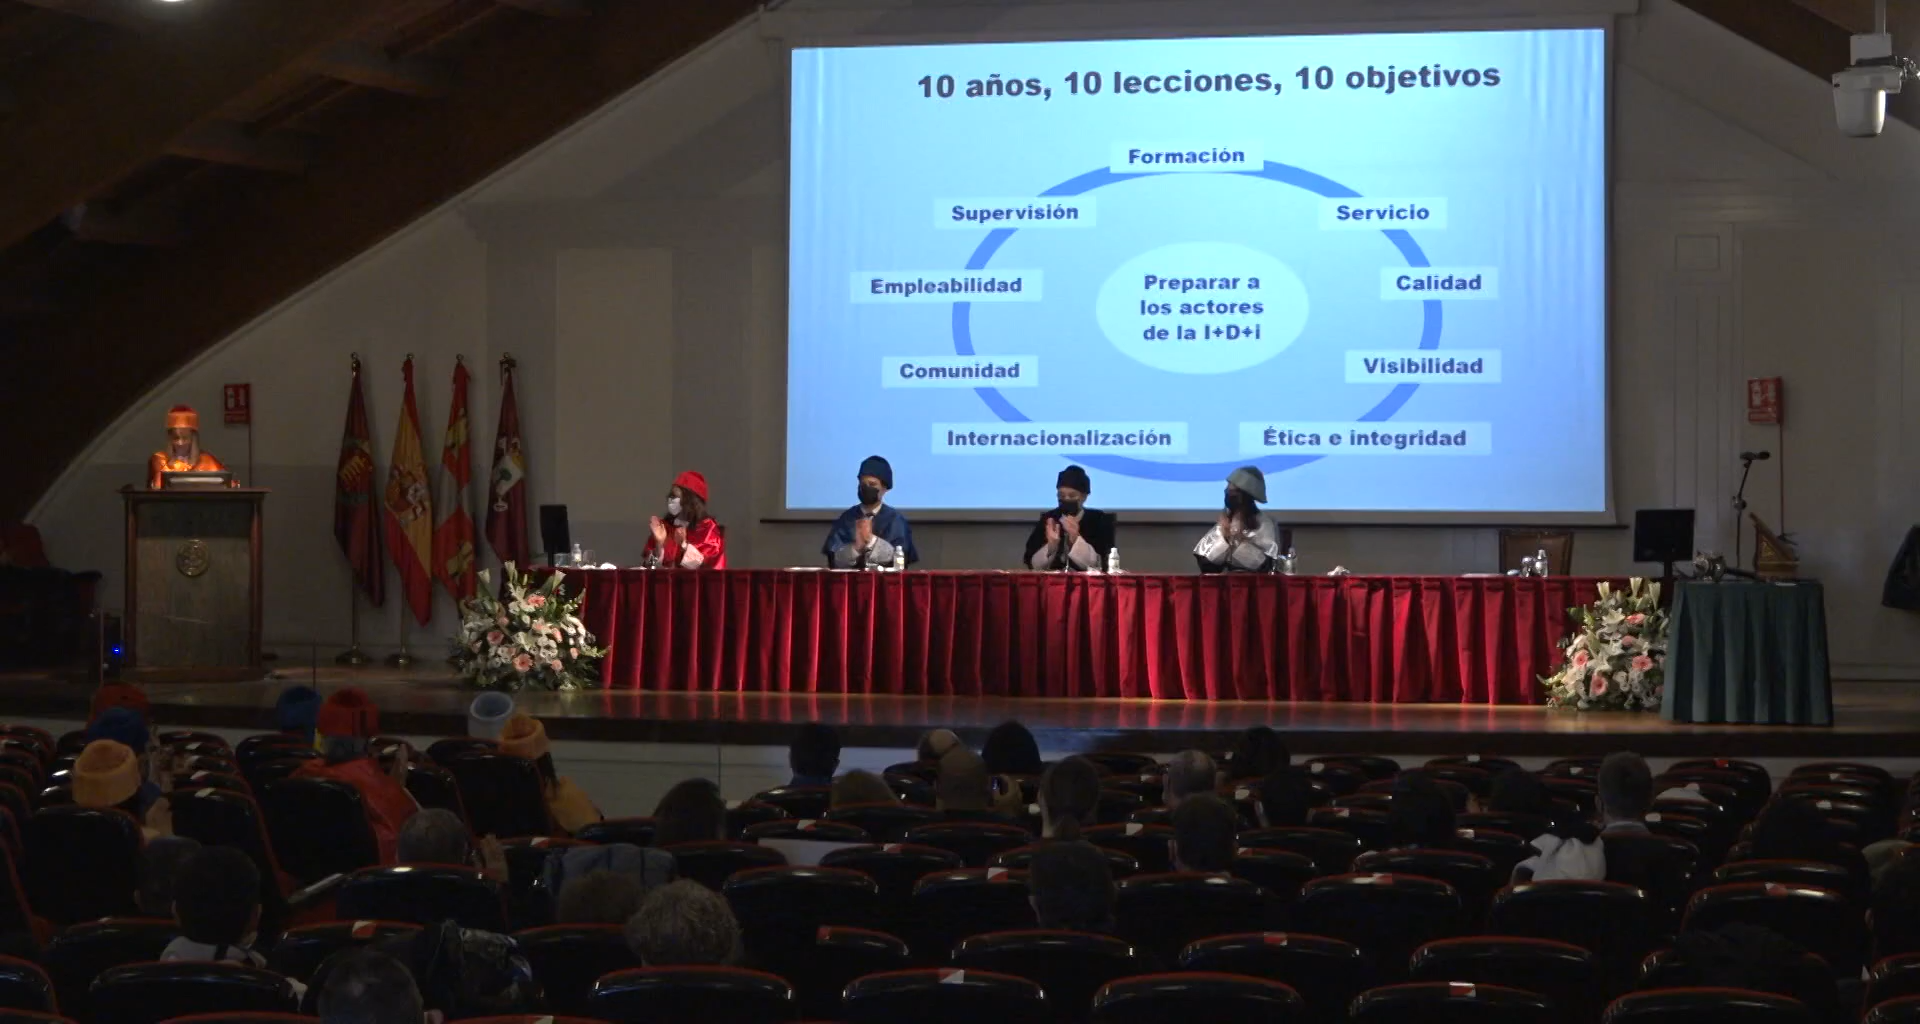 10 años, 10 lecciones, 10 objetivos
Formación
Supervisión
Servicio
Empleabilidad
Preparar a
los actores
de la I+D+i
Calidad
Comunidad
Visibilidad
Internacionalización
Ética e integridad